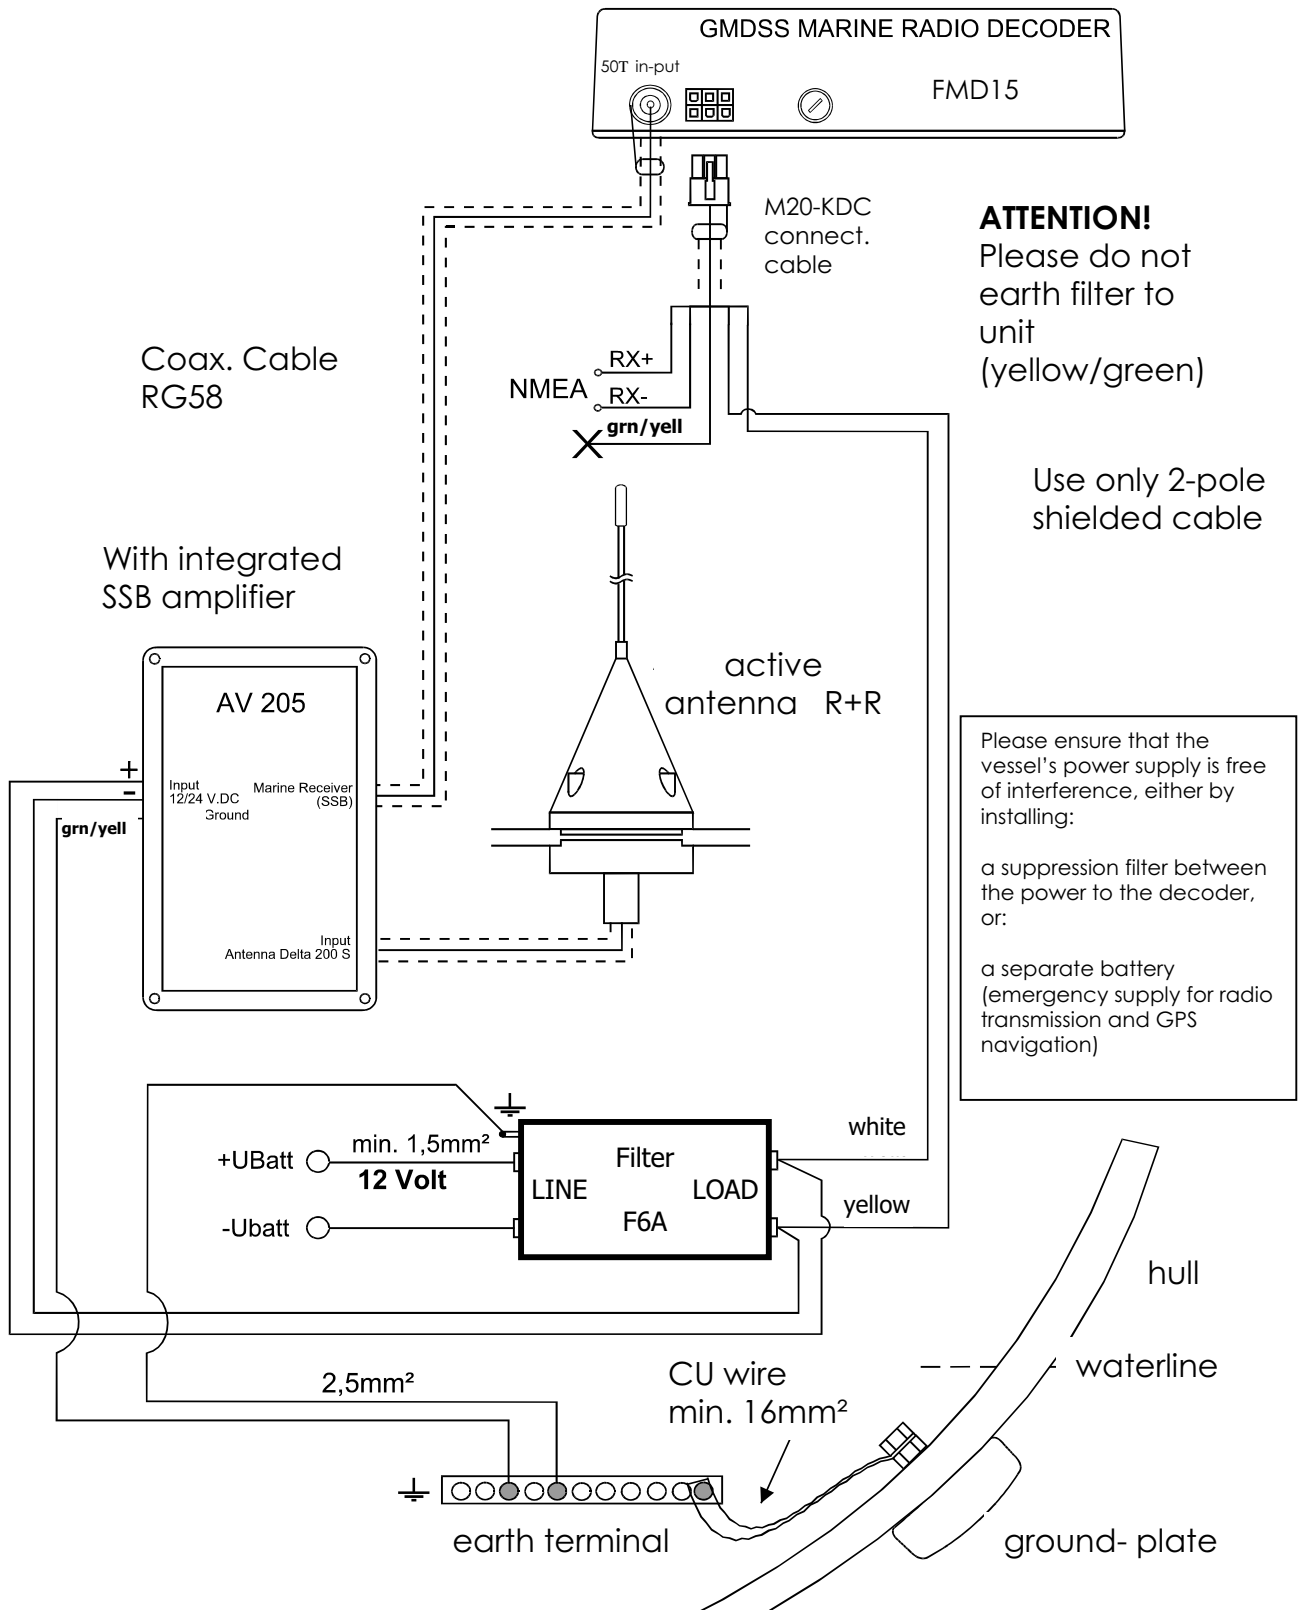 GMDSS MARINE RADIO DECODER
50T in-put
FMD15
M20-KDC
connect.
cable
ATTENTION!
Please do not
earth filter to
unit
(yellow/green)
Coax. Cable
RG58
RX+
NMEA
RX-
grn/yell
Use only 2-pole
shielded cable
With integrated
SSB amplifier
active
antenna R+R
AV 205
+
-
Input
12/24 V.DC
Ground
Marine Receiver
(SSB)
grn/yell
Input
Antenna Delta 200 S
Please ensure that the
vessel's power supply is free
of interference, either by
installing:
a suppression filter between
the power to the decoder,
or:
a separate battery
(emergency supply for radio
transmission and GPS
navigation)
white
+UBatt
min. 1,5mm²
12 Volt
Filter
LINE
LOAD
F6A
-Ubatt
yellow
hull
waterline
2,5mm²
CU wire
min. 16mm²
earth terminal
ground- plate